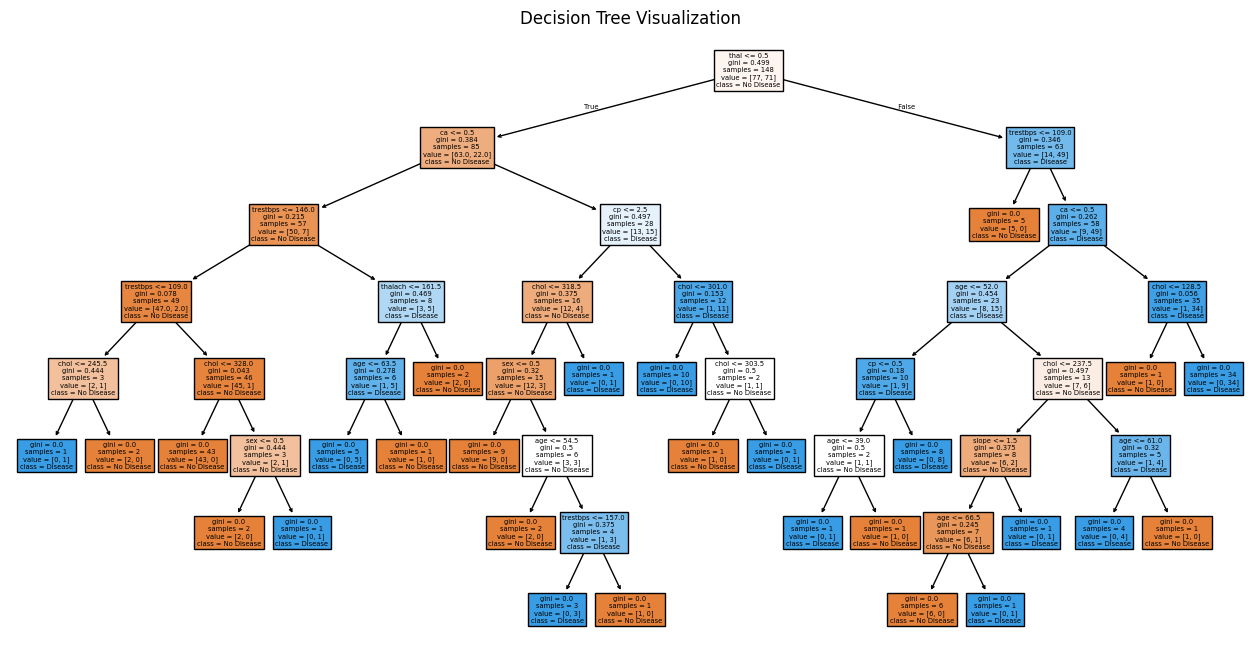 Decision Tree Visualization
thal <= 0.5
gini = 0.499
samples = 148
value = [77, 71]
class = No Disease
True
False
ca <= 0.5
gini = 0.384
samples = 85
value = [63.0, 22.0]
class = No Disease
trestbps <= 109.0
gini = 0.346
samples = 63
value = [14, 49]
class = Disease
trestbps <= 146.0
gini = 0.215
samples = 57
value = [50, 7]
class = No Disease
cp <= 2.5
gini = 0.497
samples = 28
value = [13, 15]
class = Disease
gini = 0.0
samples = 5
value = [5, 0]
class = No Disease
ca <= 0.5
gini = 0.262
samples = 58
value = [9, 49]
class = Disease
trestbps <= 109.0
gini = 0.078
samples = 49
value = [47.0, 2.0]
class = No Disease
thalach <= 161.5
gini = 0.469
samples = 8
value = [3, 5]
class = Disease
chol <= 318.5
gini = 0.375
samples = 16
value = [12, 4]
class = No Disease
chol <= 301.0
gini = 0.153
samples = 12
value = [1, 11]
class = Disease
age <= 52.0
gini = 0.454
samples = 23
value = [8, 15]
class = Disease
chol <= 128.5
gini = 0.056
samples = 35
value = [1, 34]
class = Disease
chol <= 245.5
gini = 0.444
samples = 3
value = [2, 1]
class = No Disease
chol <= 328.0
gini = 0.043
samples = 46
value = [45, 1]
class = No Disease
age <= 63.5
gini = 0.278
samples = 6
value = [1, 5]
class = Disease
gini = 0.0
samples = 2
value = [2, 0]
class = No Disease
sex <= 0.5
gini = 0.32
samples = 15
value = [12, 3]
class = No Disease
gini = 0.0
samples = 1
value = [0, 1]
class = Disease
gini = 0.0
samples = 10
value = [0, 10]
class = Disease
chol <= 303.5
gini = 0.5
samples = 2
value = [1, 1]
class = No Disease
cp <= 0.5
gini = 0.18
samples = 10
value = [1, 9]
class = Disease
chol <= 237.5
gini = 0.497
samples = 13
value = [7, 6]
class = No Disease
gini = 0.0
samples = 1
value = [1, 0]
class = No Disease
gini = 0.0
samples = 34
value = [0, 34]
class = Disease
gini = 0.0
samples = 1
value = [0, 1]
class = Disease
gini = 0.0
samples = 2
value = [2, 0]
class = No Disease
gini = 0.0
samples = 43
value = [43, 0]
class = No Disease
sex <= 0.5
gini = 0.444
samples = 3
value = [2, 1]
class = No Disease
gini = 0.0
samples = 5
value = [0, 5]
class = Disease
gini = 0.0
samples = 1
value = [1, 0]
class = No Disease
gini = 0.0
samples = 9
value = [9, 0]
class = No Disease
age <= 54.5
gini = 0.5
samples = 6
value = [3, 3]
class = No Disease
gini = 0.0
samples = 1
value = [1, 0]
class = No Disease
gini = 0.0
samples = 1
value = [0, 1]
class = Disease
age <= 39.0
gini = 0.5
samples = 2
value = [1, 1]
class = No Disease
gini = 0.0
samples = 8
value = [0, 8]
class = Disease
slope <= 1.5
gini = 0.375
samples = 8
value = [6, 2]
class = No Disease
age <= 61.0
gini = 0.32
samples = 5
value = [1, 4]
class = Disease
gini = 0.0
samples = 2
value = [2, 0]
class = No Disease
gini = 0.0
samples = 1
value = [0, 1]
class = Disease
gini = 0.0
samples = 2
value = [2, 0]
class = No Disease
trestbps <= 157.0
gini = 0.375
samples = 4
value = [1, 3]
class = Disease
gini = 0.0
samples = 1
value = [0, 1]
class = Disease
gini = 0.0
samples = 1
value = [1, 0]
class = No Disease
age <= 66.5
gini = 0.245
samples = 7
value = [6, 1]
class = No Disease
gini = 0.0
samples = 1
value = [0, 1]
class = Disease
gini = 0.0
samples = 4
value = [0, 4]
class = Disease
gini = 0.0
samples = 1
value = [1, 0]
class = No Disease
gini = 0.0
samples = 3
value = [0, 3]
class = Disease
gini = 0.0
samples = 1
value = [1, 0]
class = No Disease
gini = 0.0
samples = 6
value = [6, 0]
class = No Disease
gini = 0.0
samples = 1
value = [0, 1]
class = Disease